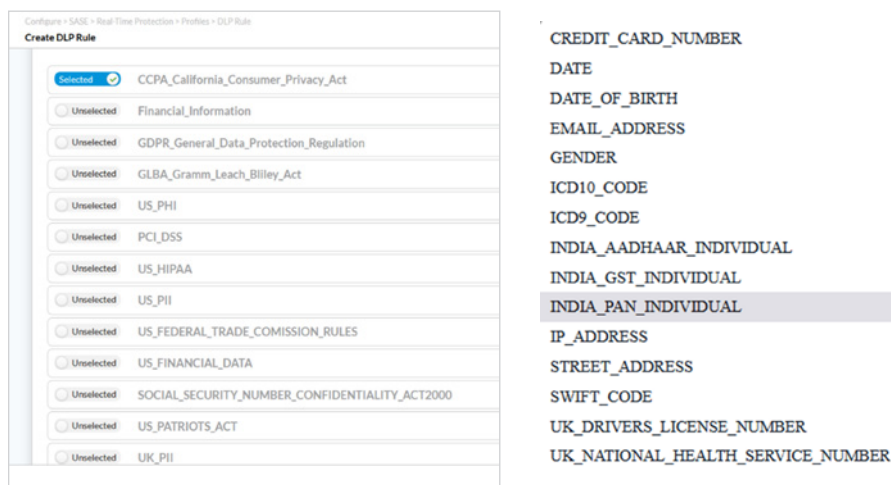 Configure > SASE > Real-Time Protection > Profiles > DLP Rule
Create DLP Rule
Selected CCPA_California_Consumer_Privacy_Act
Unselected Financial_Information
Unselected GDPR_General_Data_Protection_Regulation
Unselected GLBA_Gramm_Leach_Bliley_Act
Unselected US_PHI
Unselected PCI_DSS
Unselected US_HIPAA
Unselected US_PII
Unselected US_FEDERAL_TRADE_COMISSION_RULES
Unselected US_FINANCIAL_DATA
Unselected SOCIAL_SECURITY_NUMBER_CONFIDENTIALITY_ACT2000
Unselected US_PATRIOTS_ACT
Unselected UK_PII
CREDIT_CARD_NUMBER
DATE
DATE_OF_BIRTH
EMAIL_ADDRESS
GENDER
ICD10_CODE
ICD9_CODE
INDIA_AADHAAR_INDIVIDUAL
INDIA_GST_INDIVIDUAL
INDIA_PAN_INDIVIDUAL
IP_ADDRESS
STREET_ADDRESS
SWIFT_CODE
UK_DRIVERS_LICENSE_NUMBER
UK_NATIONAL_HEALTH_SERVICE_NUMBER